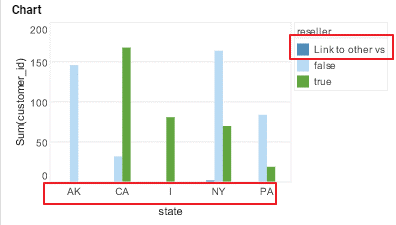 Chart
reseller
Link to other vs
false
true
Sum(customer_id)
200
150
100
50
0
AK CA I NY PA
state